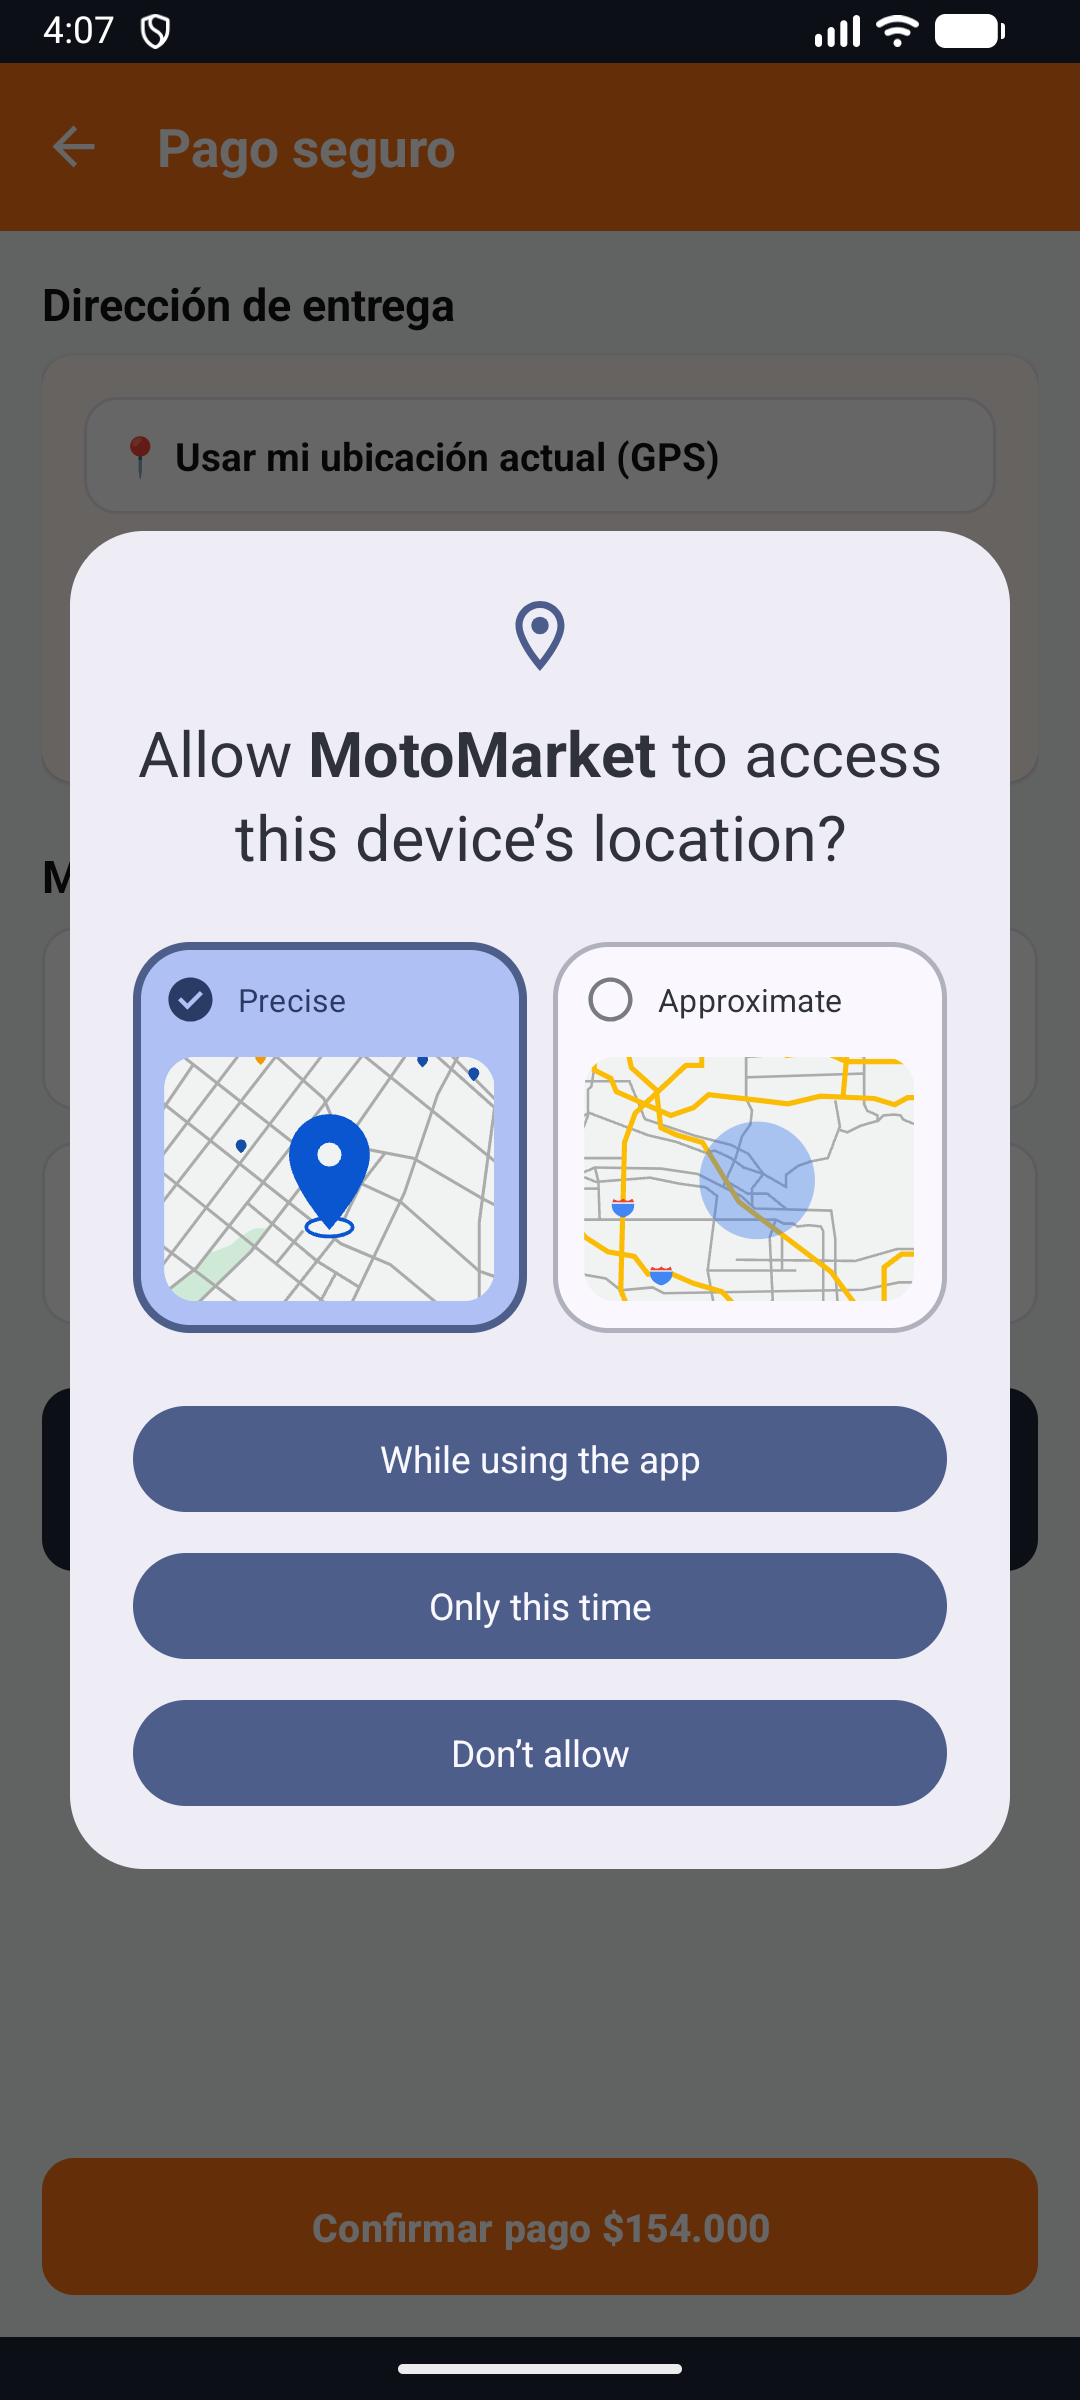 4:07
Pago seguro
Dirección de entrega
📍 Usar mi ubicación actual (GPS)
Allow MotoMarket to access
this device’s location?
Precise
Approximate
While using the app
Only this time
Don’t allow
Confirmar pago $154.000